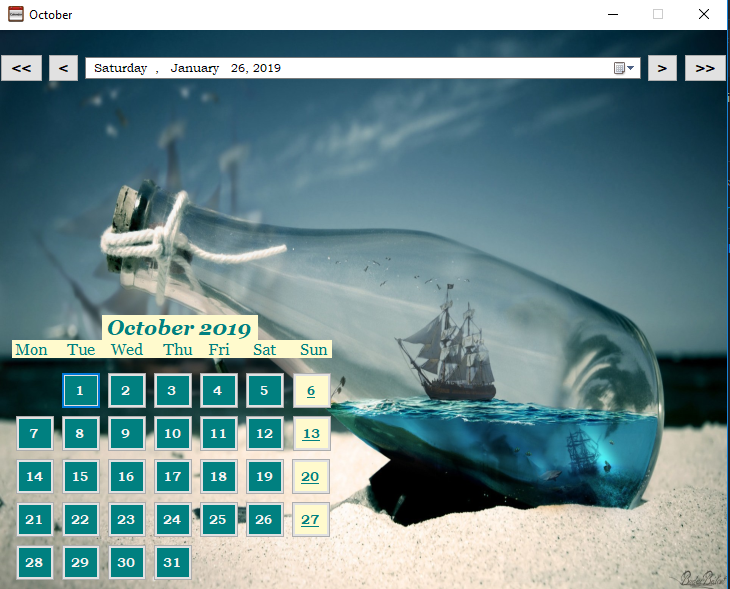 October
<< < Saturday , January 26, 2019 > >>
October 2019
Mon Tue Wed Thu Fri Sat Sun
1 2 3 4 5 6
7 8 9 10 11 12 13
14 15 16 17 18 19 20
21 22 23 24 25 26 27
28 29 30 31